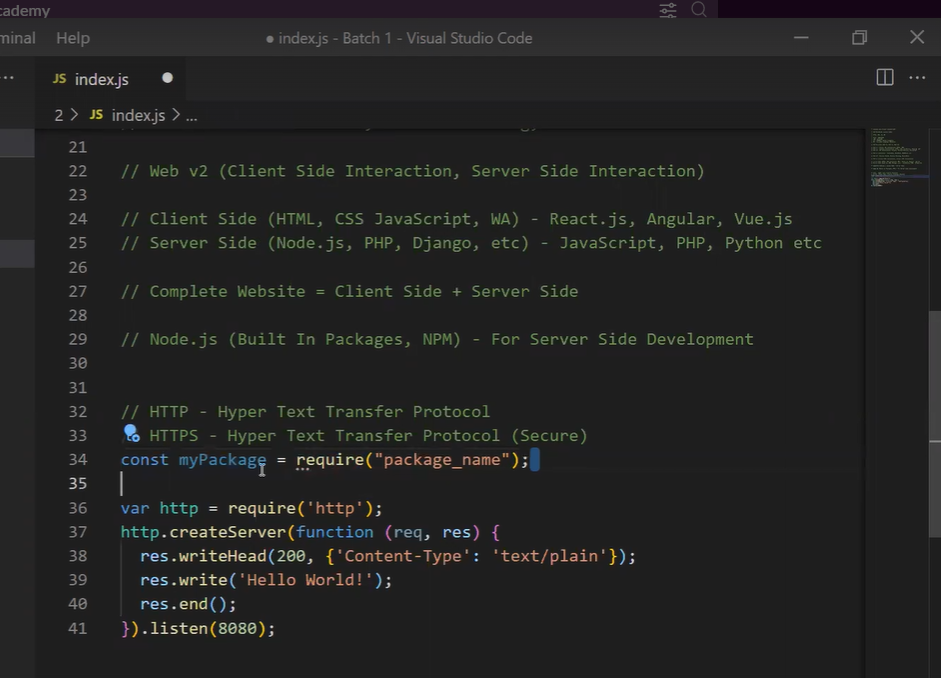 cademy
minal Help ● index.js - Batch 1 - Visual Studio Code
JS index.js
2 > JS index.js > ...
21
22 // Web v2 (Client Side Interaction, Server Side Interaction)
23
24 // Client Side (HTML, CSS JavaScript, WA) - React.js, Angular, Vue.js
25 // Server Side (Node.js, PHP, Django, etc) - JavaScript, PHP, Python etc
26
27 // Complete Website = Client Side + Server Side
28
29 // Node.js (Built In Packages, NPM) - For Server Side Development
30
31
32 // HTTP - Hyper Text Transfer Protocol
33 HTTPS - Hyper Text Transfer Protocol (Secure)
34 const myPackage = require("package_name");
35
36 var http = require('http');
37 http.createServer(function (req, res) {
38 res.writeHead(200, {'Content-Type': 'text/plain'});
39 res.write('Hello World!');
40 res.end();
41 }).listen(8080);